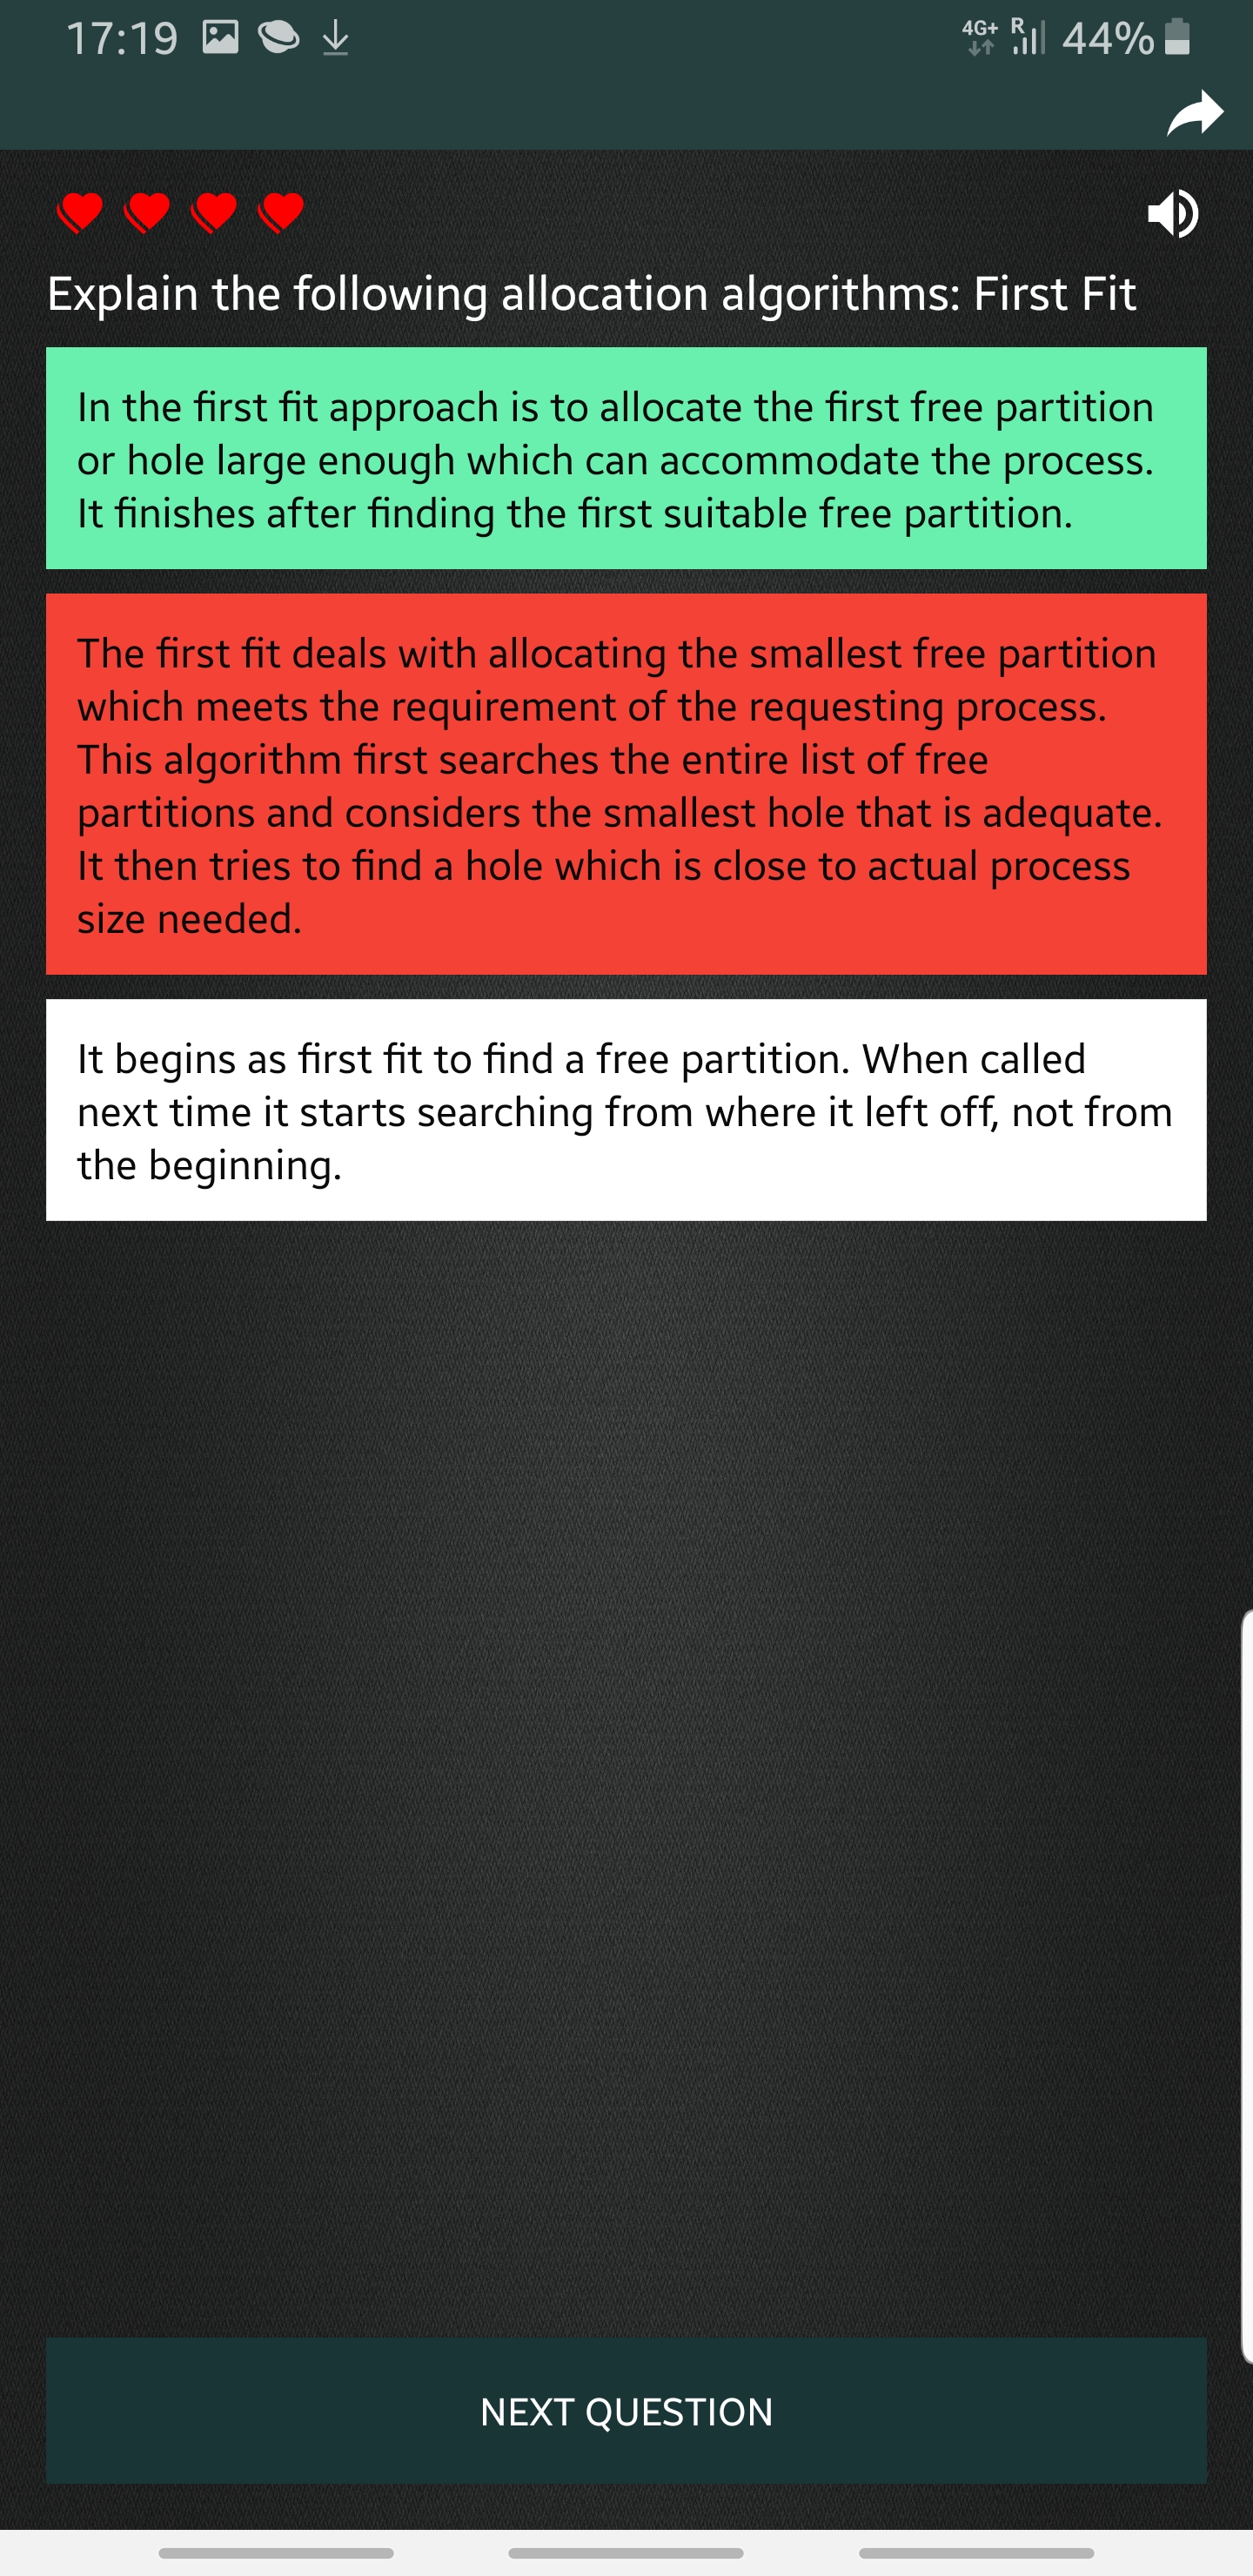 17:19 4G+ R 44%
Explain the following allocation algorithms: First Fit
In the first fit approach is to allocate the first free partition
or hole large enough which can accommodate the process.
It finishes after finding the first suitable free partition.
The first fit deals with allocating the smallest free partition
which meets the requirement of the requesting process.
This algorithm first searches the entire list of free
partitions and considers the smallest hole that is adequate.
It then tries to find a hole which is close to actual process
size needed.
It begins as first fit to find a free partition. When called
next time it starts searching from where it left off, not from
the beginning.
NEXT QUESTION